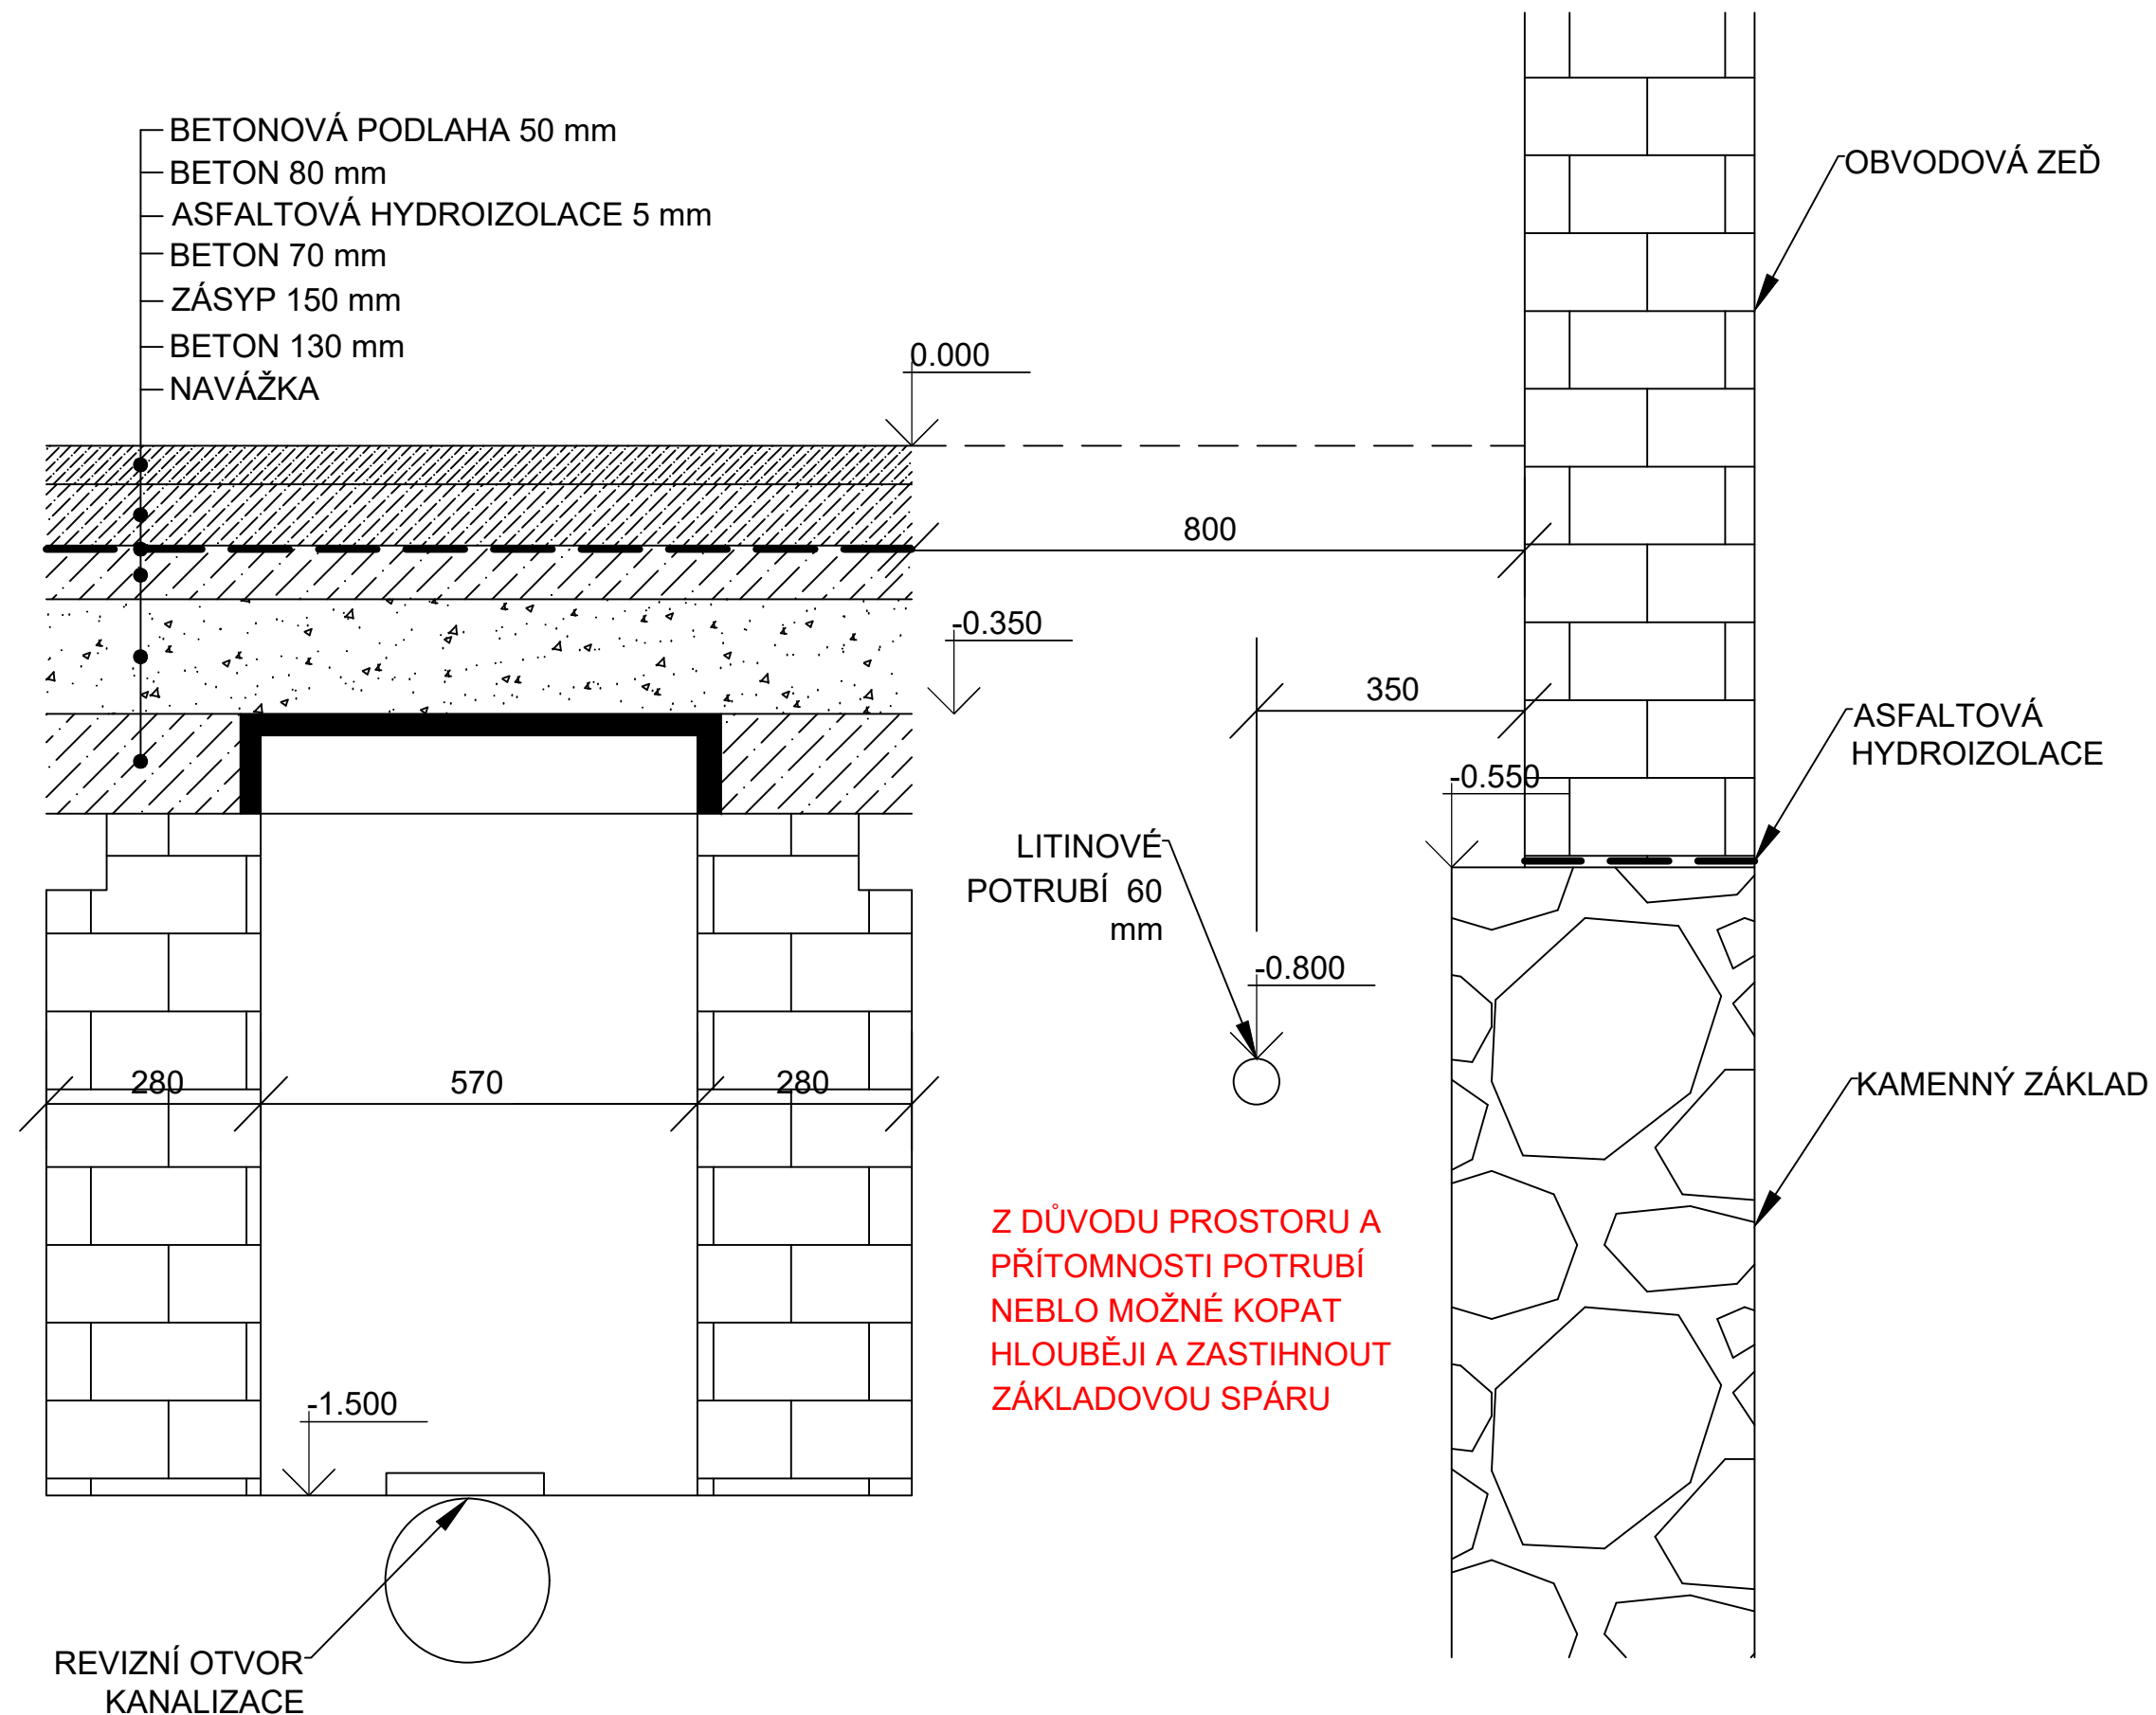 BETONOVÁ PODLAHA 50 mm
BETON 80 mm
ASFALTOVÁ HYDROIZOLACE 5 mm
BETON 70 mm
ZÁSYP 150 mm
BETON 130 mm
NAVÁŽKA
OBVODOVÁ ZEĎ
0.000
800
-0.350
350
ASFALTOVÁ
HYDROIZOLACE
-0.550
LITINOVÉ
POTRUBÍ 60
mm
-0.800
280
570
280
KAMENNÝ ZÁKLAD
Z DŮVODU PROSTORU A
PŘÍTOMNOSTI POTRUBÍ
NEBLO MOŽNÉ KOPAT
HLOUBĚJI A ZASTIHNOUT
ZÁKLADOVOU SPÁRU
-1.500
REVIZNÍ OTVOR
KANALIZACE